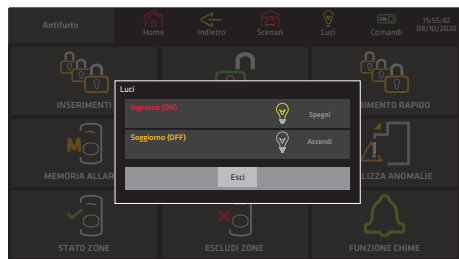 Antifurto
Home
Indietro
Scenari
Luci
ON
Comandi
15:55:42
08/10/2020
INSERIMENTI
RIMENTO RAPIDO
Luci
Ingresso (ON)
Spegni
Soggiorno (OFF)
Accendi
Esci
M
MEMORIA ALLAR
LIZZA ANOMALIE
STATO ZONE
ESCLUDI ZONE
FUNZIONE CHIME